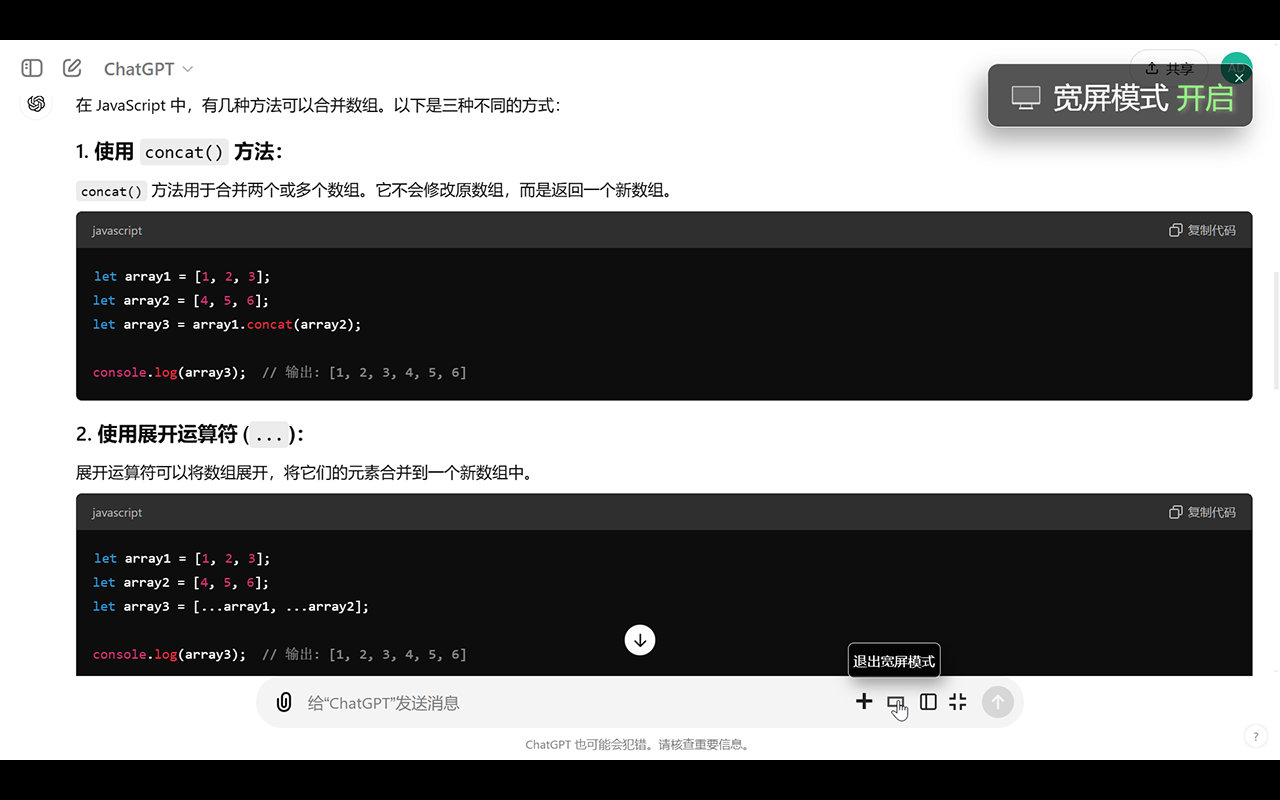 ChatGPT
共享
宽屏模式 开启
在 JavaScript 中，有几种方法可以合并数组。以下是三种不同的方式：
1. 使用 concat() 方法：
concat() 方法用于合并两个或多个数组。它不会修改原数组，而是返回一个新数组。
javascript
复制代码
let array1 = [1, 2, 3];
let array2 = [4, 5, 6];
let array3 = array1.concat(array2);
console.log(array3);  // 输出: [1, 2, 3, 4, 5, 6]
2. 使用展开运算符 (...)：
展开运算符可以将数组展开，将它们的元素合并到一个新数组中。
javascript
复制代码
let array1 = [1, 2, 3];
let array2 = [4, 5, 6];
let array3 = [...array1, ...array2];
console.log(array3);  // 输出: [1, 2, 3, 4, 5, 6]
退出宽屏模式
给“ChatGPT”发送消息
ChatGPT 也可能会犯错。请核查重要信息。
?